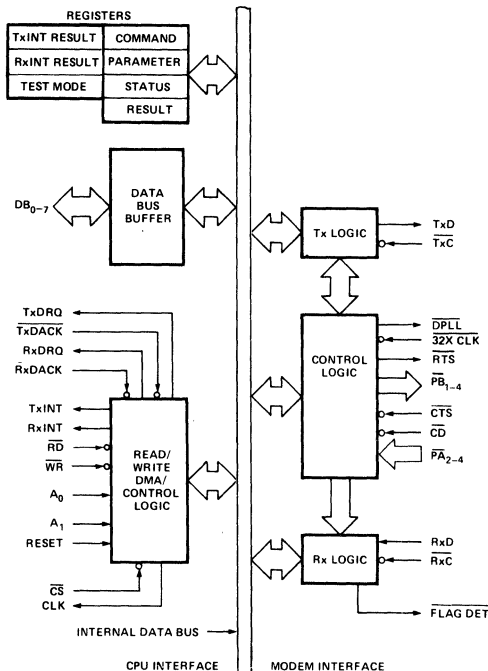 REGISTERS
TxINT RESULT COMMAND
RxINT RESULT PARAMETER
TEST MODE STATUS
RESULT
DB0-7
DATA
BUS
BUFFER
TxDRQ
TxDACK
RxDRQ
RxDACK
TxINT
RxINT
RD
WR
A0
A1
RESET
READ/
WRITE
DMA/
CONTROL
LOGIC
CS
CLK
INTERNAL DATA BUS
CPU INTERFACE
Tx LOGIC
TxD
TxC
CONTROL
LOGIC
DPLL
32X CLK
RTS
PB1-4
CTS
CD
PA2-4
Rx LOGIC
RxD
RxC
FLAG DET
MODEM INTERFACE